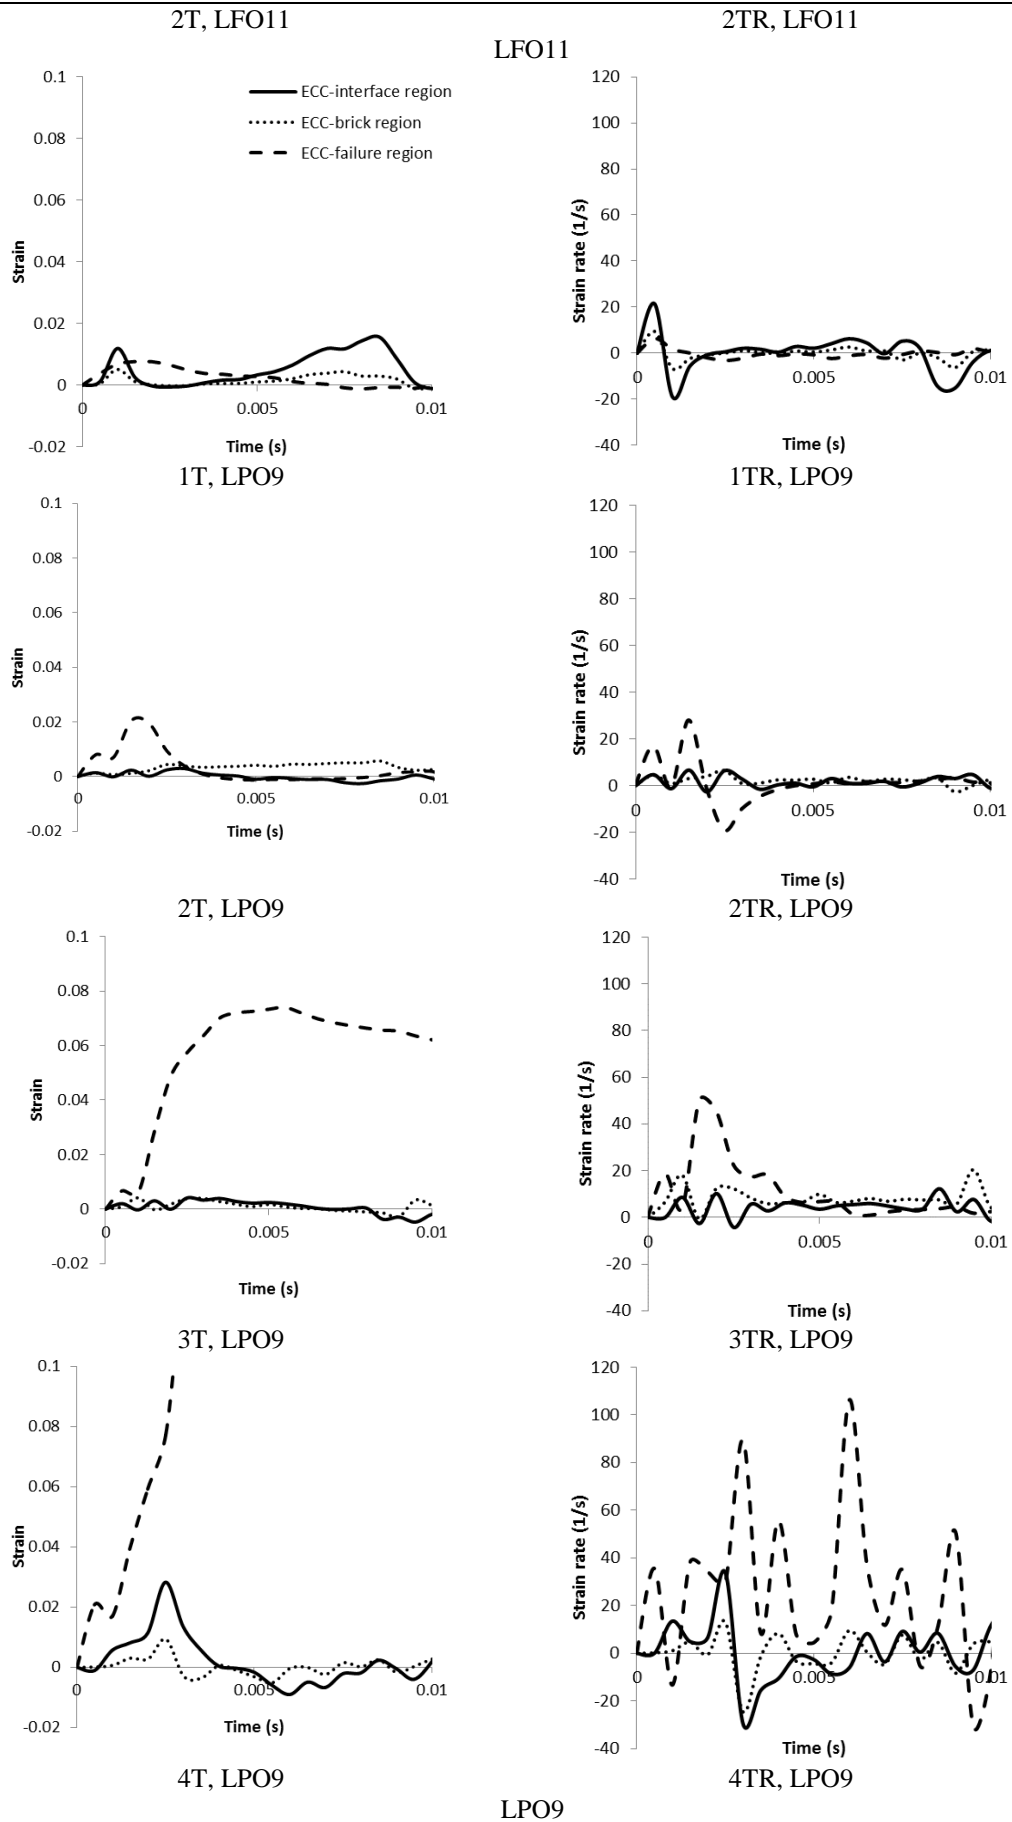 2T, LFO11
2TR, LFO11
LFO11
0.1
0.08
0.06
0.04
0.02
0
-0.02
Strain
0
0.005
0.01
Time (s)
ECC-interface region
ECC-brick region
ECC-failure region
120
100
80
60
40
20
0
-20
-40
Strain rate (1/s)
0
0.005
0.01
Time (s)
1T, LPO9
1TR, LPO9
0.1
0.08
0.06
0.04
0.02
0
-0.02
Strain
0
0.005
0.01
Time (s)
120
100
80
60
40
20
0
-20
-40
Strain rate (1/s)
0
0.005
0.01
Time (s)
2T, LPO9
2TR, LPO9
0.1
0.08
0.06
0.04
0.02
0
-0.02
Strain
0
0.005
0.01
Time (s)
120
100
80
60
40
20
0
-20
-40
Strain rate (1/s)
0
0.005
0.01
Time (s)
3T, LPO9
3TR, LPO9
0.1
0.08
0.06
0.04
0.02
0
-0.02
Strain
0
0.005
0.01
Time (s)
120
100
80
60
40
20
0
-20
-40
Strain rate (1/s)
0
0.005
0.01
Time (s)
4T, LPO9
4TR, LPO9
LPO9